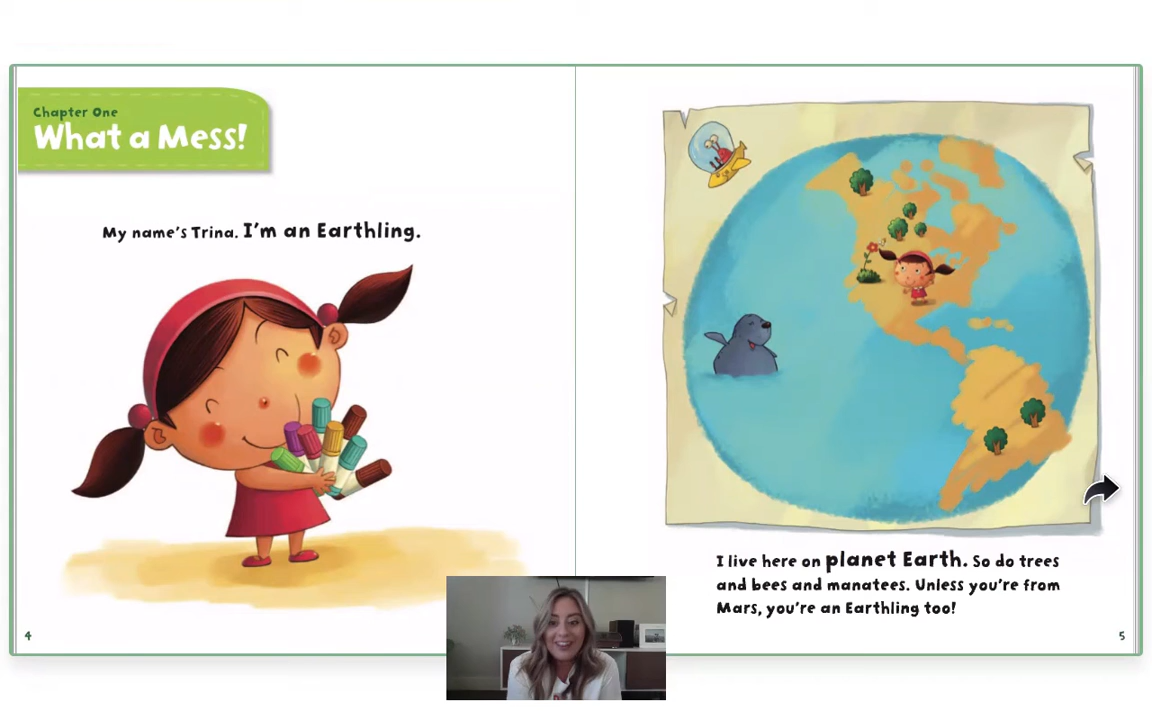 Chapter One
What a Mess!
My name's Trina. I'm an Earthling.
4
I live here on planet Earth. So do trees
and bees and manatees. Unless you're from
Mars, you're an Earthling too!
5